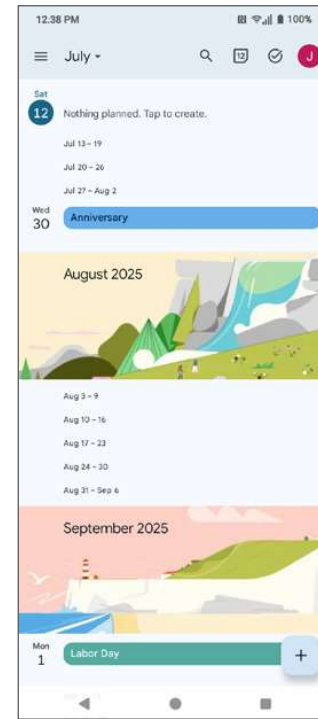 12.38 PM 100%
July 12 J
Sat
12 Nothing planned. Tap to create.
Jul 13 – 19
Jul 20 – 26
Jul 27 – Aug 2
Wed
30 Anniversary
August 2025
Aug 3 – 9
Aug 10 – 16
Aug 17 – 23
Aug 24 – 30
Aug 31 – Sep 6
September 2025
Mon
1 Labor Day
+